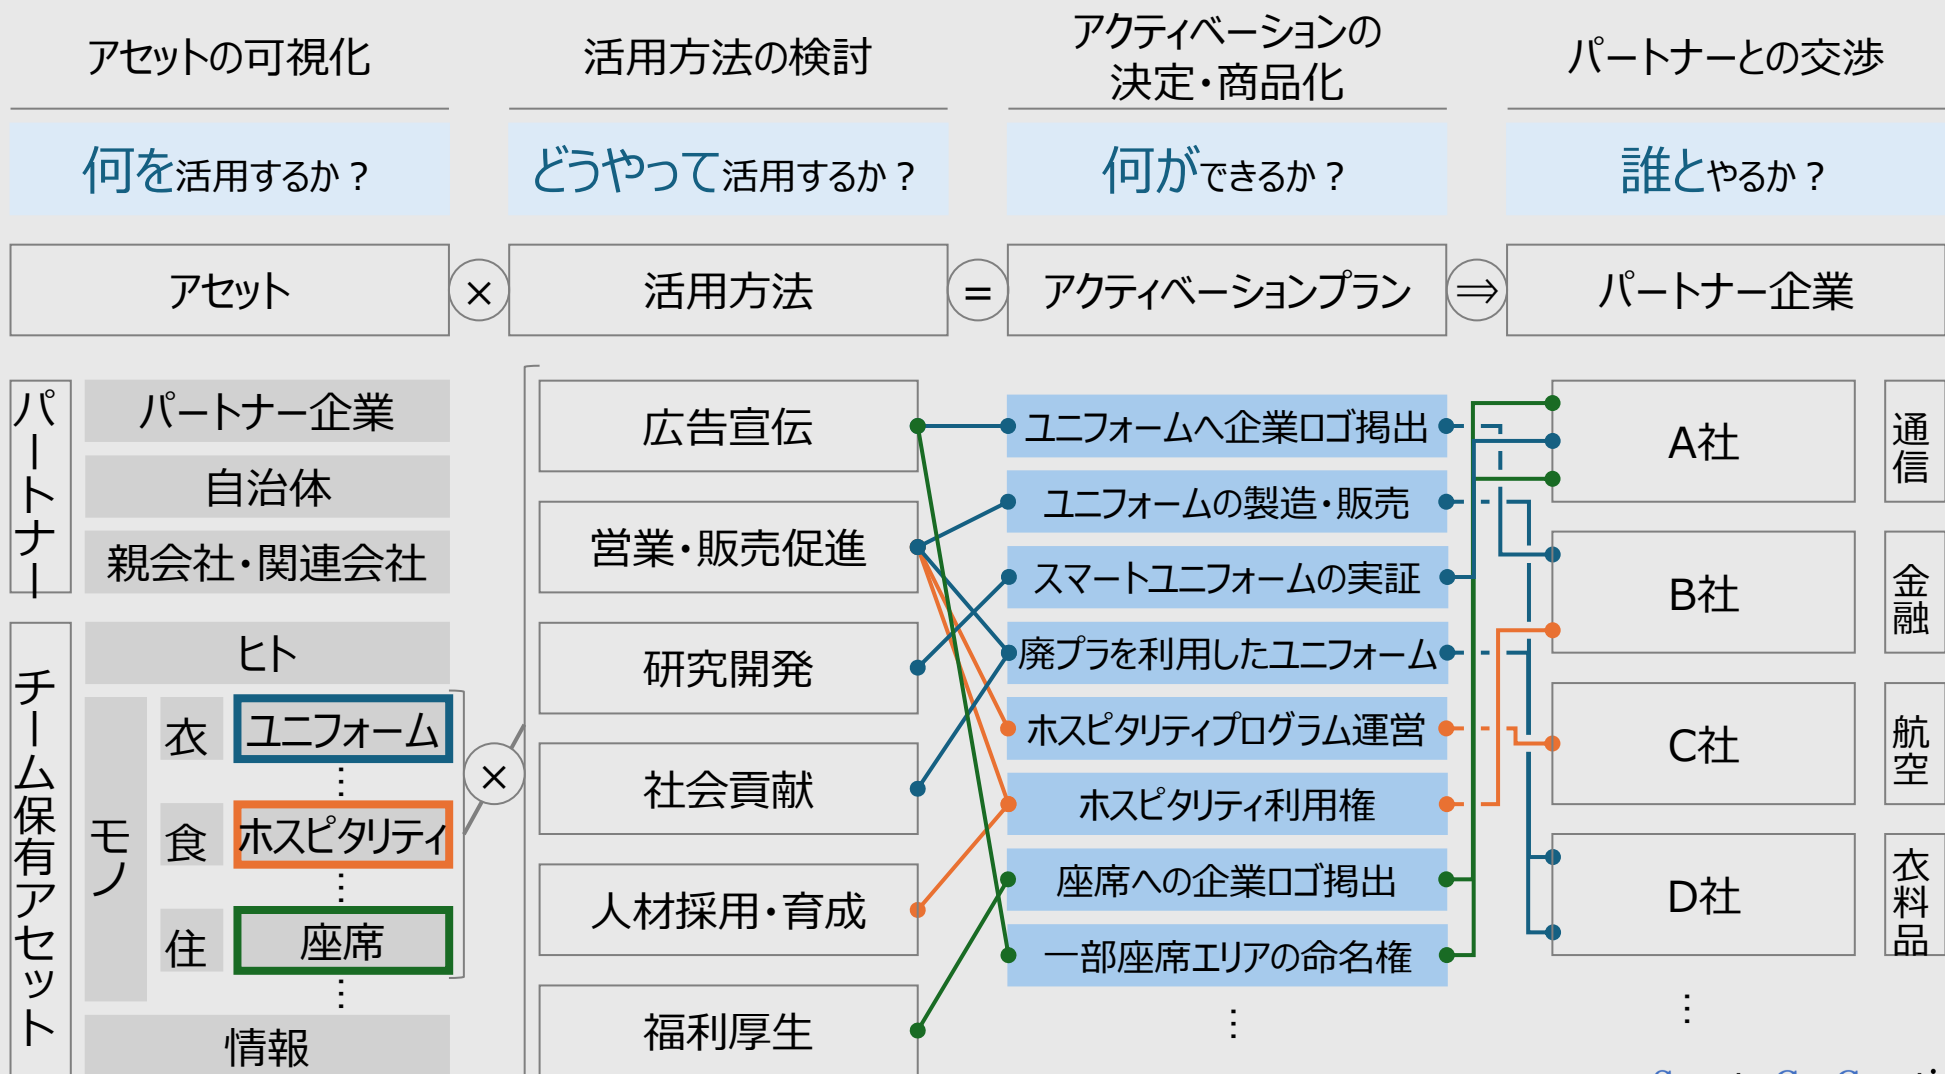 アセットの可視化
活用方法の検討
アクティベーションの
決定・商品化
パートナーとの交渉
何を活用するか？
どうやって活用するか？
何ができるか？
誰とやるか？
アセット
×
活用方法
=
アクティベーションプラン
⇒
パートナー企業
パートナー
パートナー企業
自治体
親会社・関連会社
チーム保有アセット
ヒト
モノ
衣
ユニフォーム
⋮
食
ホスピタリティ
⋮
住
座席
⋮
情報
×
広告宣伝
営業・販売促進
研究開発
社会貢献
人材採用・育成
福利厚生
ユニフォームへ企業ロゴ掲出
ユニフォームの製造・販売
スマートユニフォームの実証
廃プラを利用したユニフォーム
ホスピタリティプログラム運営
ホスピタリティ利用権
座席への企業ロゴ掲出
一部座席エリアの命名権
⋮
A社
通信
B社
金融
C社
航空
D社
衣料品
⋮